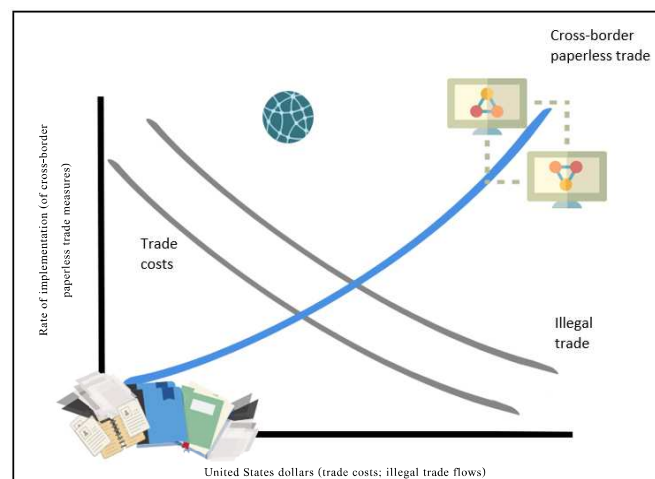 Cross-border
paperless trade
Rate of implementation (of cross-border
paperless trade measures)
Trade
costs
Illegal
trade
United States dollars (trade costs; illegal trade flows)